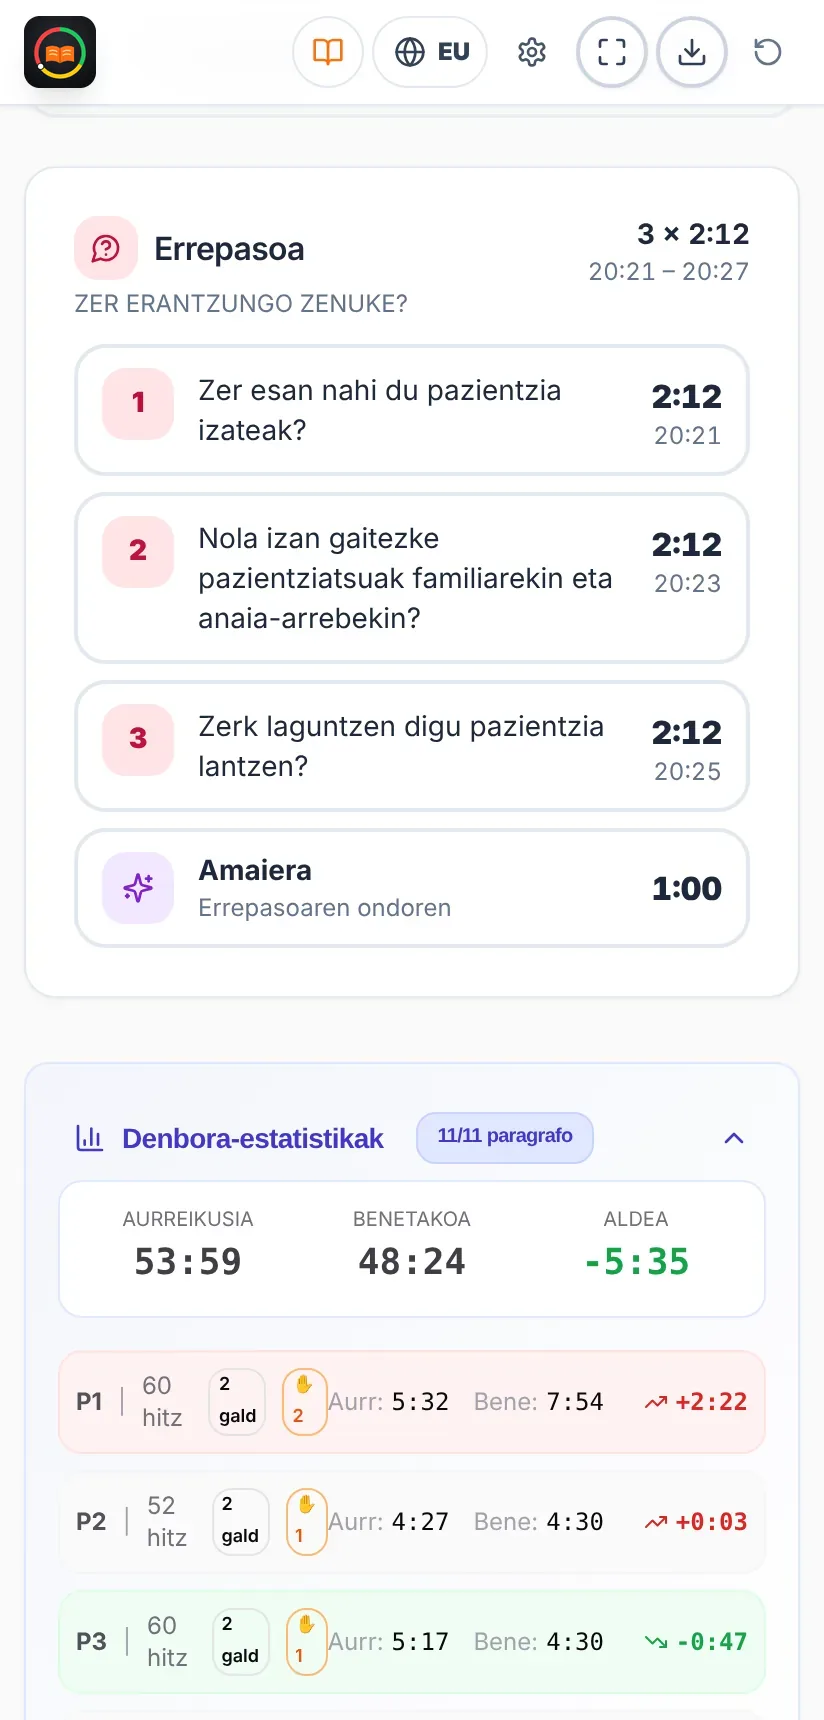 EU
Errepasoa
3 × 2:12
20:21 – 20:27
ZER ERANTZUNGO ZENUKE?
1
Zer esan nahi du pazientzia
izateak?
2:12
20:21
2
Nola izan gaitezke
pazientziatsuak familiarekin eta
anaia-arrebekin?
2:12
20:23
3
Zerk laguntzen digu pazientzia
lantzen?
2:12
20:25
Amaiera
Errepasoaren ondoren
1:00
Denbora-estatistikak
11/11 paragrafo
AURREIKUSIA
BENETAKOA
ALDEA
53:59
48:24
-5:35
P1
60
hitz
2
gald
✋
2
Aurr: 5:32
Bene: 7:54
+2:22
P2
52
hitz
2
gald
✋
1
Aurr: 4:27
Bene: 4:30
+0:03
P3
60
hitz
2
gald
✋
1
Aurr: 5:17
Bene: 4:30
-0:47